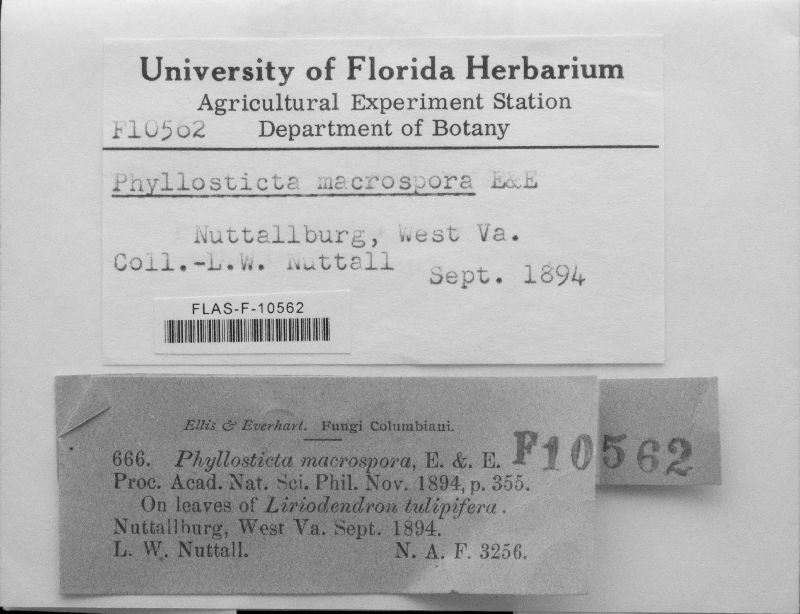 University of Florida Herbarium
Agricultural Experiment Station
F10562 Department of Botany
Phyllosticta macrospora E&E
Nuttallburg, West Va.
Coll.-L.W. Nuttall Sept. 1894
FLAS-F-10562
Ellis & Everhart. Fungi Columbiani.
666. Phyllosticta macrospora, E. &. E. F10562
Proc. Acad. Nat. Sci. Phil. Nov. 1894, p. 355.
On leaves of Liriodendron tulipifera.
Nuttallburg, West Va. Sept. 1894.
L. W. Nuttall. N. A. F. 3256.